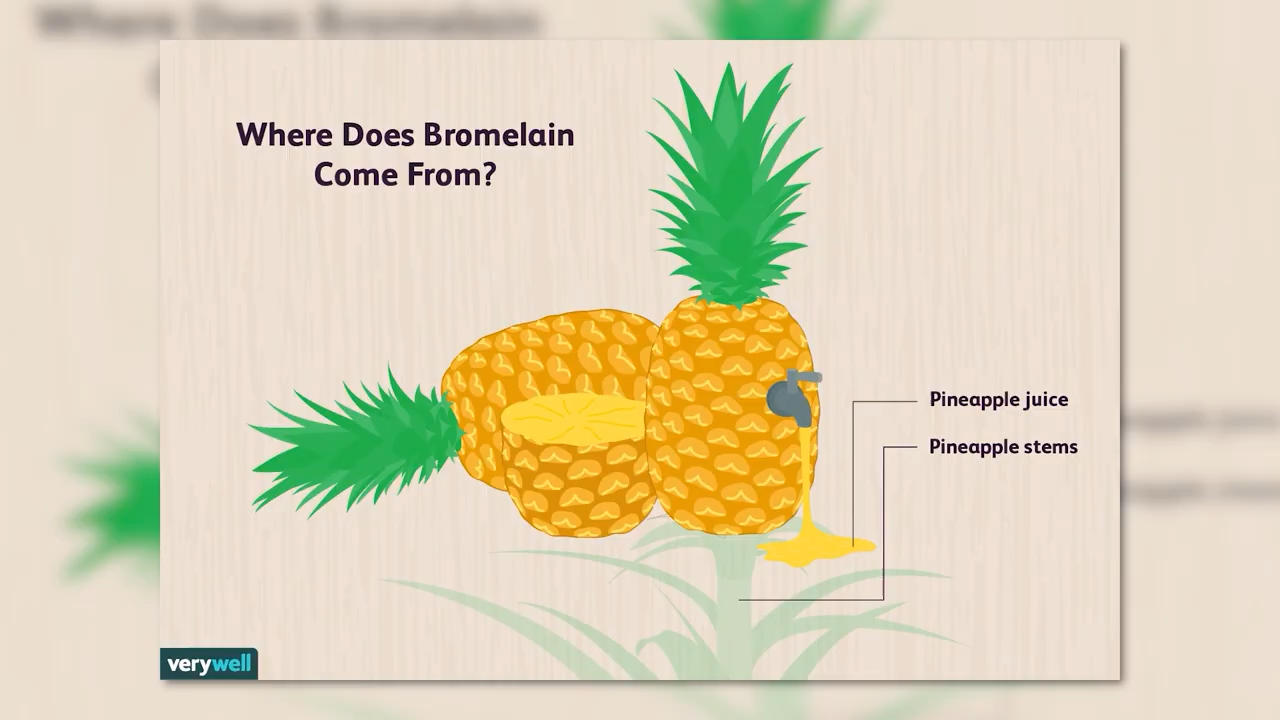 Where Does Bromelain
Come From?
Pineapple juice
Pineapple stems
verywell